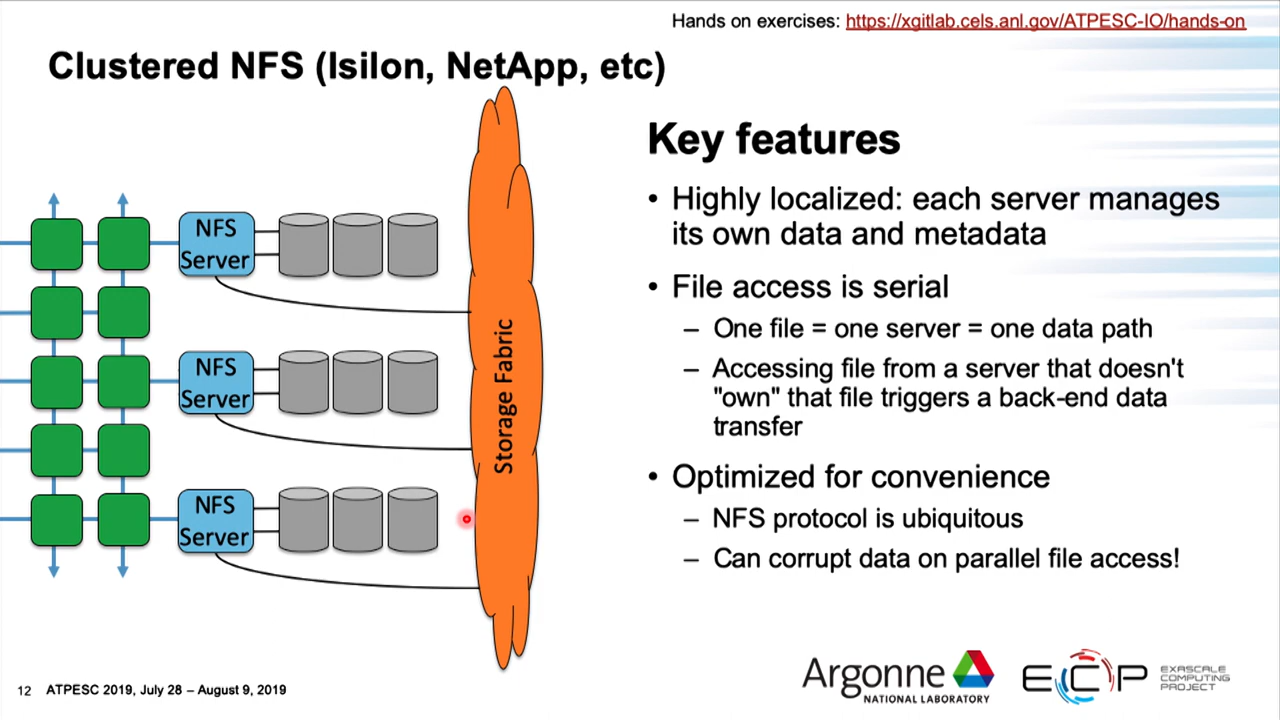 Hands on exercises: https://xgitlab.cels.anl.gov/ATPESC-IO/hands-on
Clustered NFS (Isilon, NetApp, etc)
NFS
Server
NFS
Server
NFS
Server
Storage Fabric
Key features
• Highly localized: each server manages
its own data and metadata
• File access is serial
– One file = one server = one data path
– Accessing file from a server that doesn't
"own" that file triggers a back-end data
transfer
• Optimized for convenience
– NFS protocol is ubiquitous
– Can corrupt data on parallel file access!
12 ATPESC 2019, July 28 – August 9, 2019
Argonne
NATIONAL LABORATORY
ECP
EXASCALE
COMPUTING
PROJECT